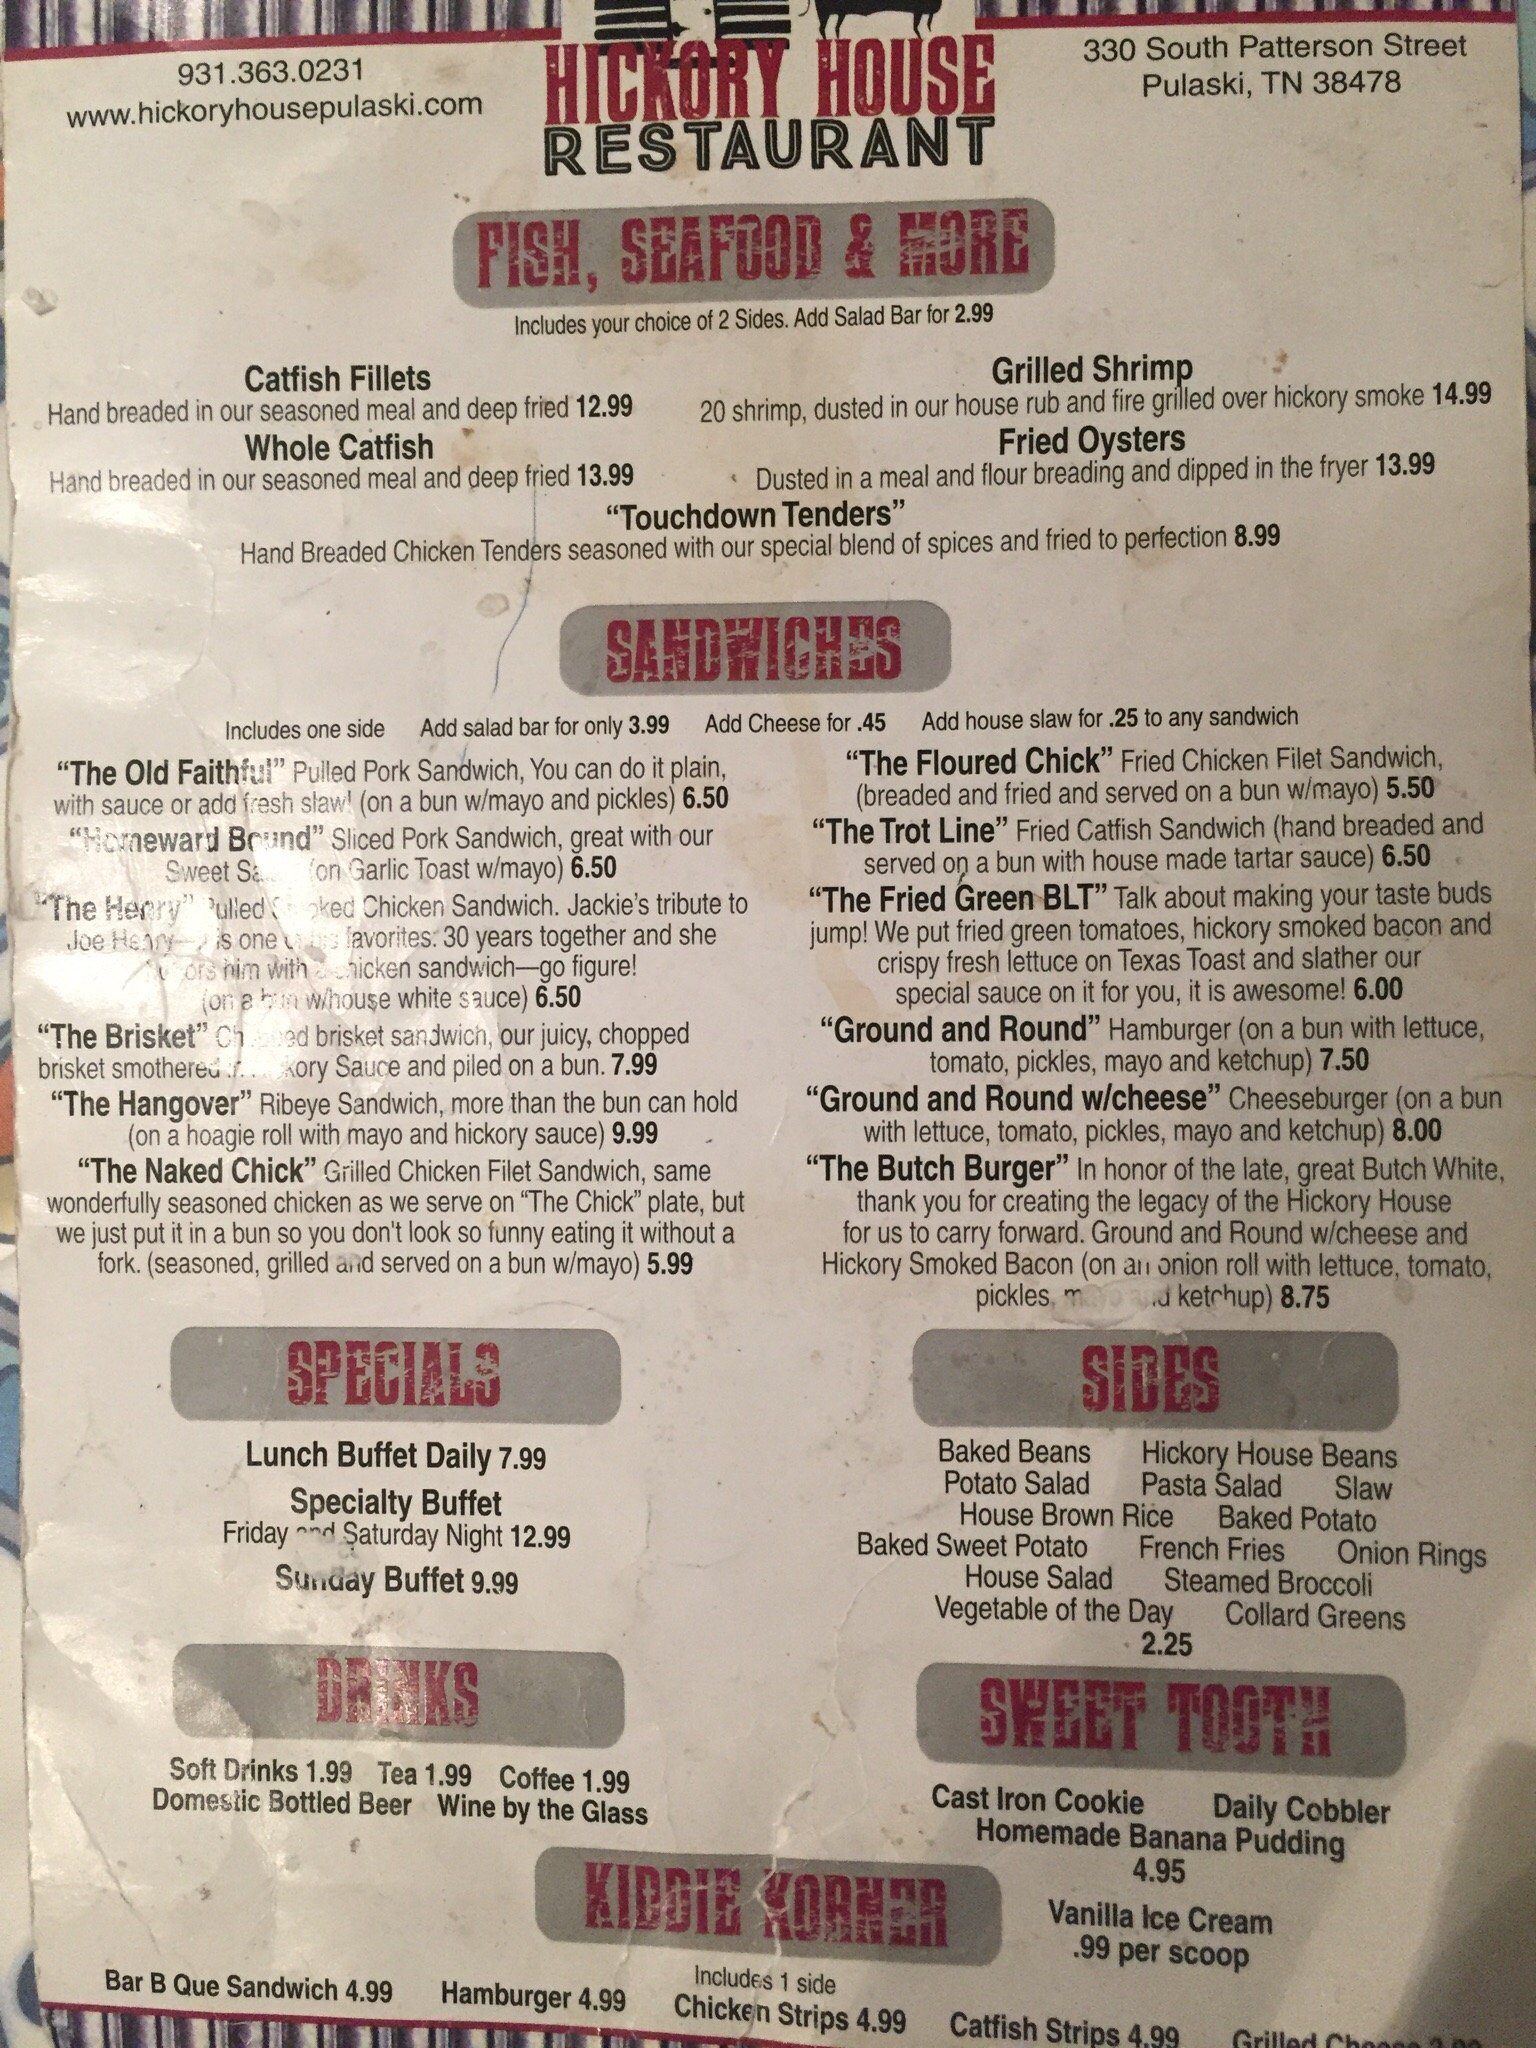 931.363.0231
www.hickoryhousepulaski.com
HICKORY HOUSE
RESTAURANT
330 South Patterson Street
Pulaski, TN 38478
FISH, SEAFOOD & MORE
Includes your choice of 2 Sides. Add Salad Bar for 2.99
Catfish Fillets
Hand breaded in our seasoned meal and deep fried 12.99
Whole Catfish
Hand breaded in our seasoned meal and deep fried 13.99
Grilled Shrimp
20 shrimp, dusted in our house rub and fire grilled over hickory smoke 14.99
Fried Oysters
Dusted in a meal and flour breading and dipped in the fryer 13.99
“Touchdown Tenders”
Hand Breaded Chicken Tenders seasoned with our special blend of spices and fried to perfection 8.99
SANDWICHES
Includes one side Add salad bar for only 3.99 Add Cheese for .45 Add house slaw for .25 to any sandwich
“The Old Faithful” Pulled Pork Sandwich, You can do it plain,
with sauce or add fresh slaw! (on a bun w/mayo and pickles) 6.50
“Homeward Bound” Sliced Pork Sandwich, great with our
Sweet (on Garlic Toast w/mayo) 6.50
“The Henry” Pulled Smoked Chicken Sandwich. Jackie’s tribute to
Joe Henry— is one of his favorites: 30 years together and she
him with a chicken sandwich—go figure!
(on a bun w/house white sauce) 6.50
“The Brisket” Chopped brisket sandwich, our juicy, chopped
brisket smothered Hickory Sauce and piled on a bun. 7.99
“The Hangover” Ribeye Sandwich, more than the bun can hold
(on a hoagie roll with mayo and hickory sauce) 9.99
“The Naked Chick” Grilled Chicken Filet Sandwich, same
wonderfully seasoned chicken as we serve on “The Chick” plate, but
we just put it in a bun so you don't look so funny eating it without a
fork. (seasoned, grilled and served on a bun w/mayo) 5.99
“The Floured Chick” Fried Chicken Filet Sandwich,
(breaded and fried and served on a bun w/mayo) 5.50
“The Trot Line” Fried Catfish Sandwich (hand breaded and
served on a bun with house made tartar sauce) 6.50
“The Fried Green BLT” Talk about making your taste buds
jump! We put fried green tomatoes, hickory smoked bacon and
crispy fresh lettuce on Texas Toast and slather our
special sauce on it for you, it is awesome! 6.00
“Ground and Round” Hamburger (on a bun with lettuce,
tomato, pickles, mayo and ketchup) 7.50
“Ground and Round w/cheese” Cheeseburger (on a bun
with lettuce, tomato, pickles, mayo and ketchup) 8.00
“The Butch Burger” In honor of the late, great Butch White,
thank you for creating the legacy of the Hickory House
for us to carry forward. Ground and Round w/cheese and
Hickory Smoked Bacon (on an onion roll with lettuce, tomato,
pickles, mayo and ketchup) 8.75
SPECIALS
Lunch Buffet Daily 7.99
Specialty Buffet
Friday and Saturday Night 12.99
Sunday Buffet 9.99
SIDES
Baked Beans Hickory House Beans
Potato Salad Pasta Salad Slaw
House Brown Rice Baked Potato
Baked Sweet Potato French Fries Onion Rings
House Salad Steamed Broccoli
Vegetable of the Day Collard Greens
2.25
DRINKS
Soft Drinks 1.99 Tea 1.99 Coffee 1.99
Domestic Bottled Beer Wine by the Glass
SWEET TOOTH
Cast Iron Cookie Daily Cobbler
Homemade Banana Pudding
4.95
Vanilla Ice Cream
.99 per scoop
KIDDIE KORNER
Includes 1 side
Bar B Que Sandwich 4.99 Hamburger 4.99 Chicken Strips 4.99 Catfish Strips 4.99 Grilled Cheese